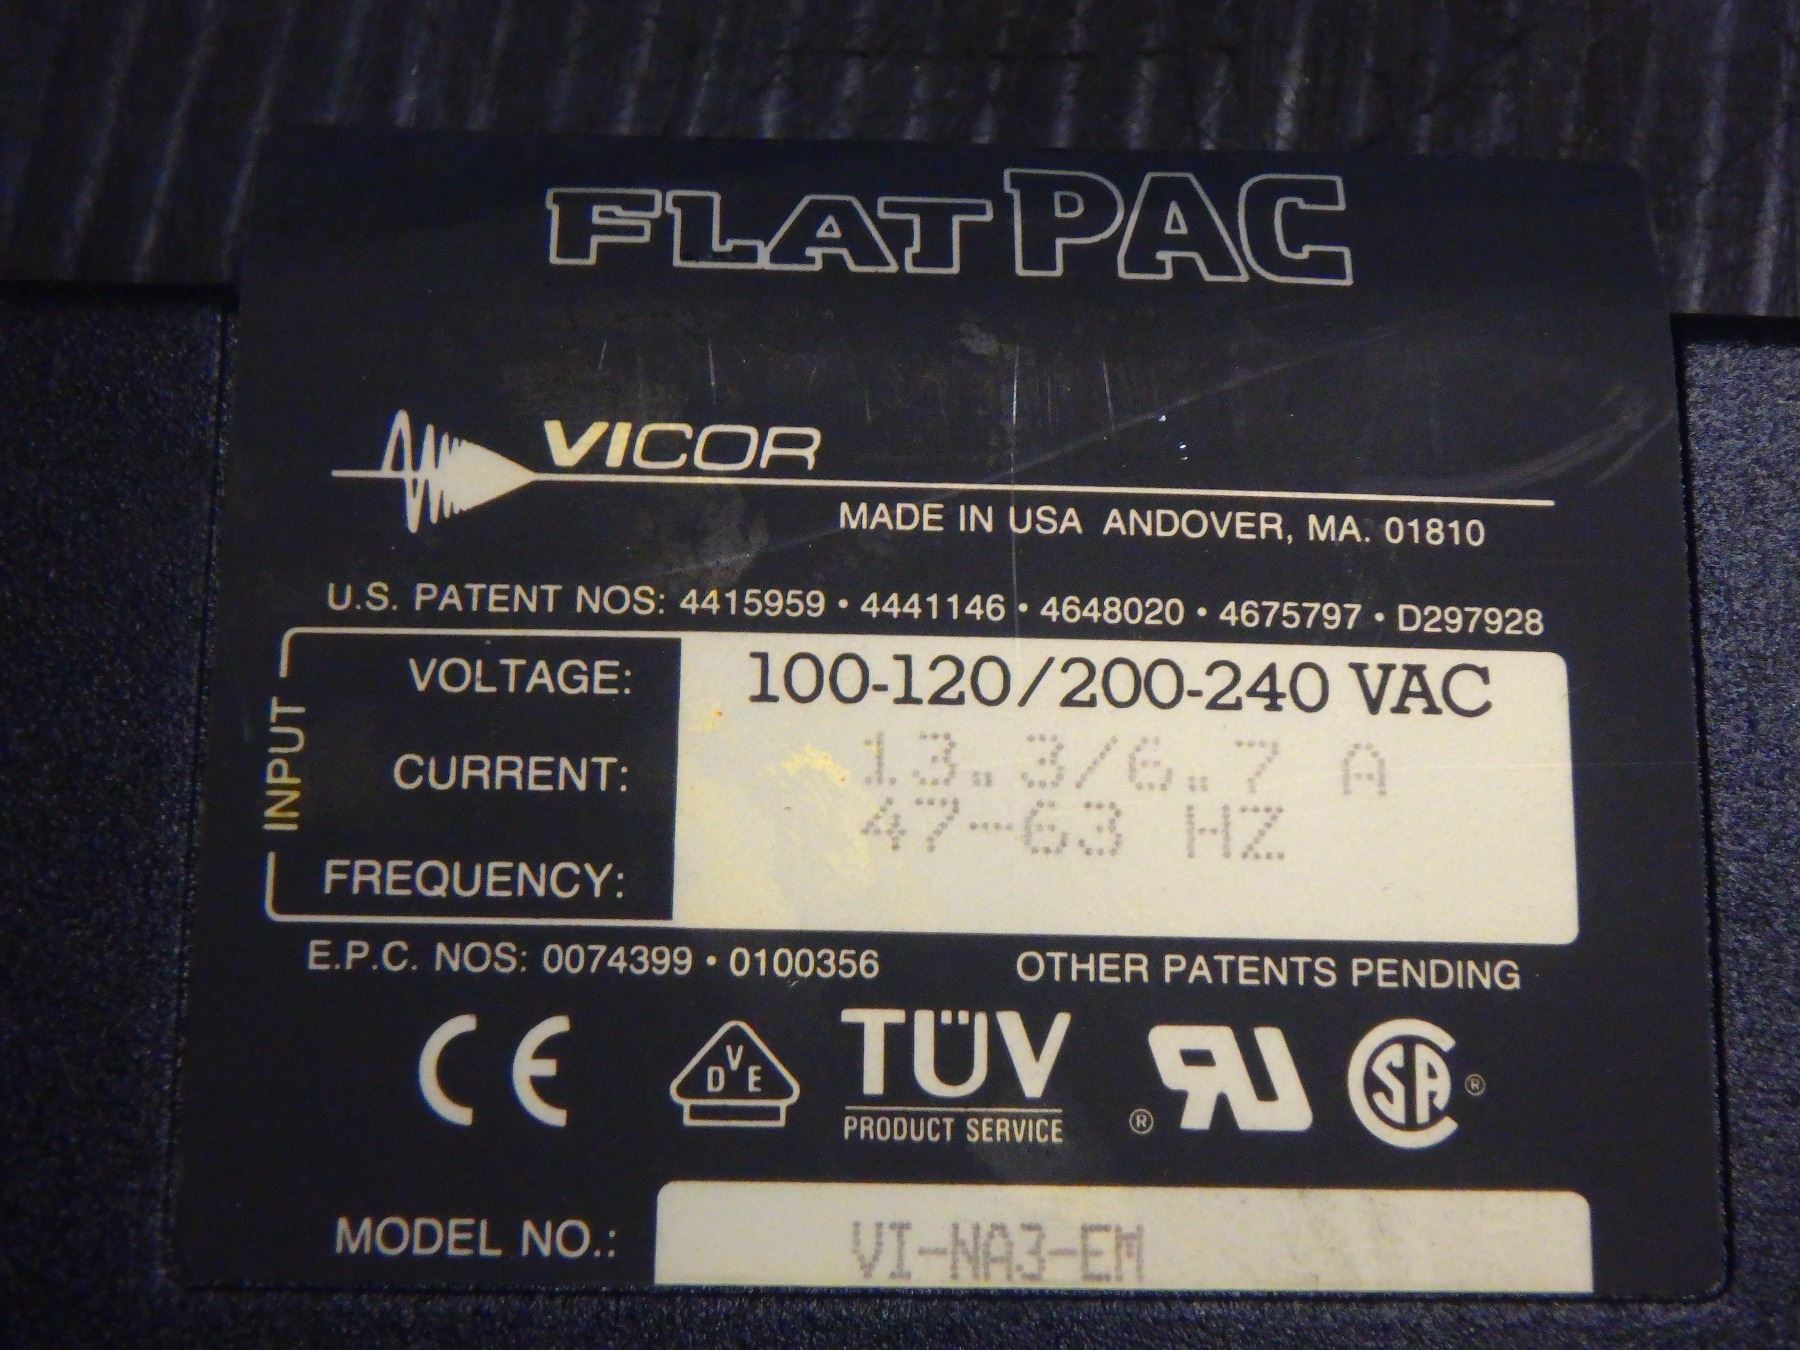 FLATPAC
VICOR
MADE IN USA ANDOVER, MA. 01810
U.S. PATENT NOS: 4415959 • 4441146 • 4648020 • 4675797 • D297928
INPUT
VOLTAGE: 100-120/200-240 VAC
CURRENT: 13.3/6.7 A
47-63 HZ
FREQUENCY:
E.P.C. NOS: 0074399 • 0100356 OTHER PATENTS PENDING
CE DVE TÜV PRODUCT SERVICE ® RU SA ®
MODEL NO.: VI-NA3-EM